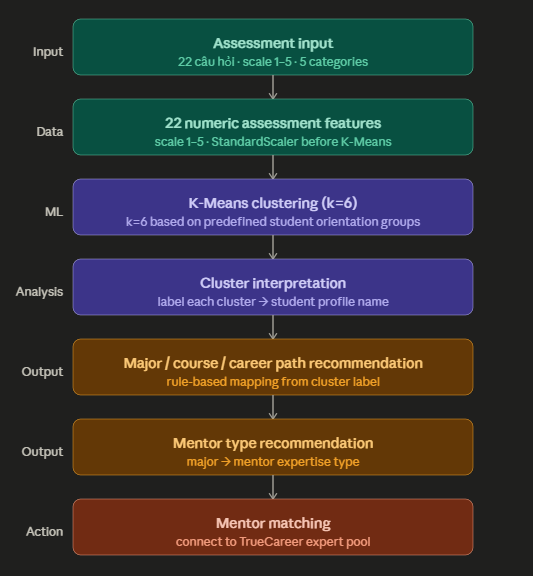 Input
Assessment input
22 câu hỏi · scale 1–5 · 5 categories
Data
22 numeric assessment features
scale 1–5 · StandardScaler before K-Means
ML
K-Means clustering (k=6)
k=6 based on predefined student orientation groups
Analysis
Cluster interpretation
label each cluster → student profile name
Output
Major / course / career path recommendation
rule-based mapping from cluster label
Output
Mentor type recommendation
major → mentor expertise type
Action
Mentor matching
connect to TrueCareer expert pool